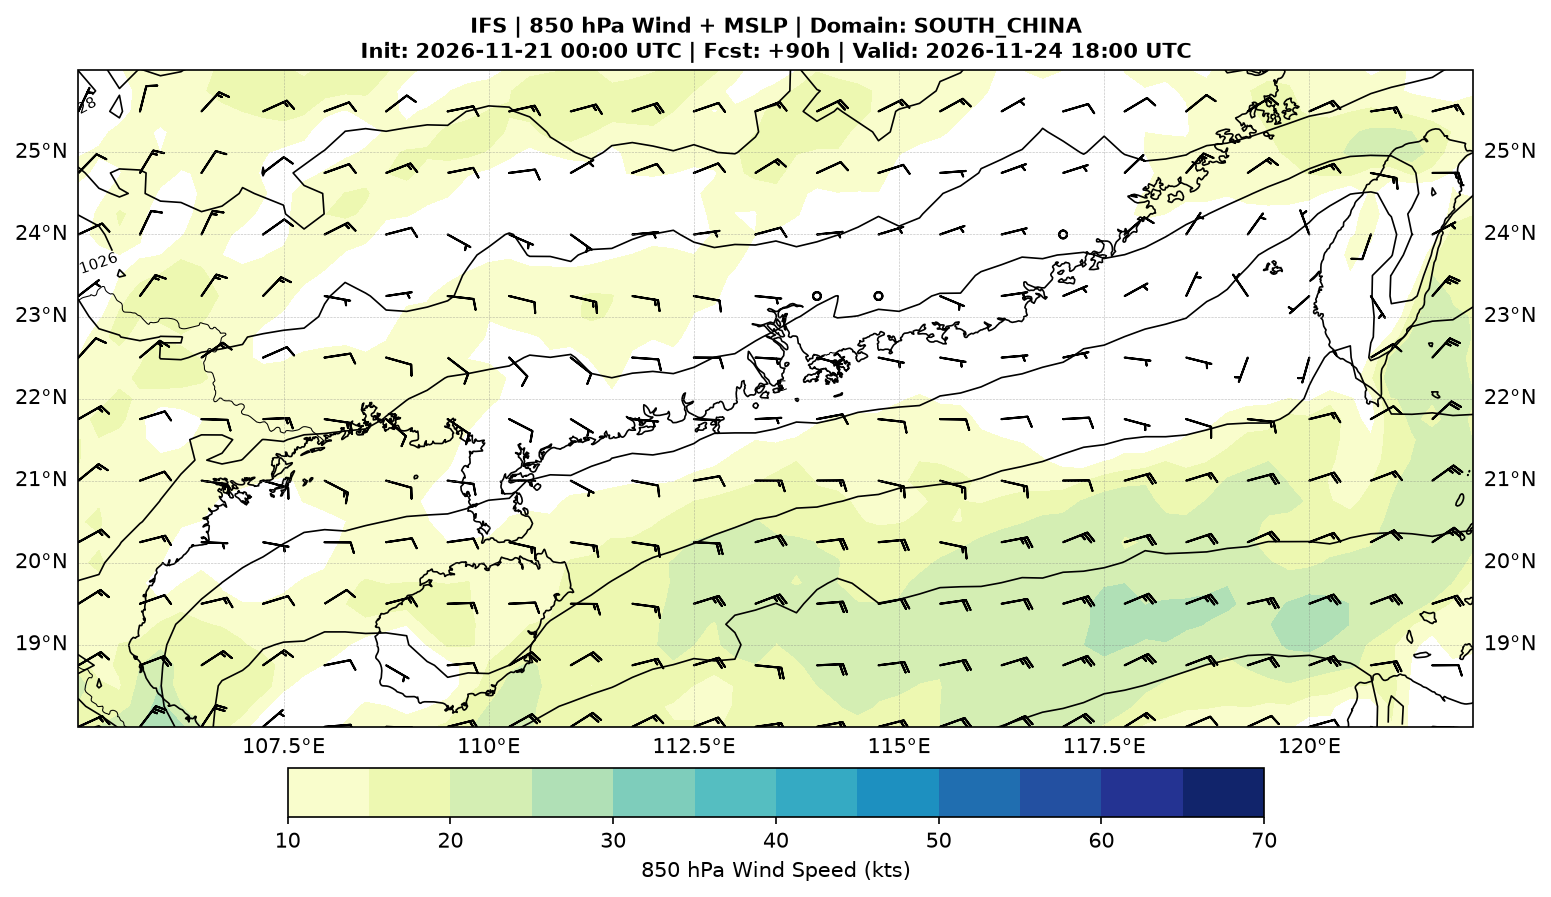 IFS | 850 hPa Wind + MSLP | Domain: SOUTH_CHINA
Init: 2026-11-21 00:00 UTC | Fcst: +90h | Valid: 2026-11-24 18:00 UTC
25°N 25°N
24°N 24°N
1026
23°N 23°N
22°N 22°N
21°N 21°N
20°N 20°N
19°N 19°N
107.5°E 110°E 112.5°E 115°E 117.5°E 120°E
10 20 30 40 50 60 70
850 hPa Wind Speed (kts)